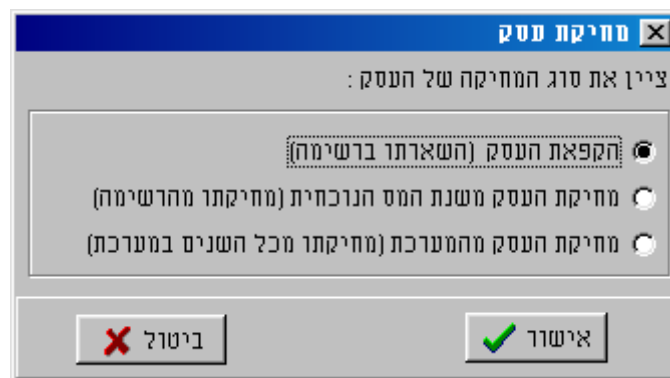 מחיקת עסק
ציין את סוג המחיקה של העסק :
הקפאת העסק (השארתו ברשימה)
מחיקת העסק משנת המס הנוכחית (מחיקתו מהרשימה)
מחיקת העסק מהמערכת (מחיקתו מכל השנים במערכת)
אישור
ביטול